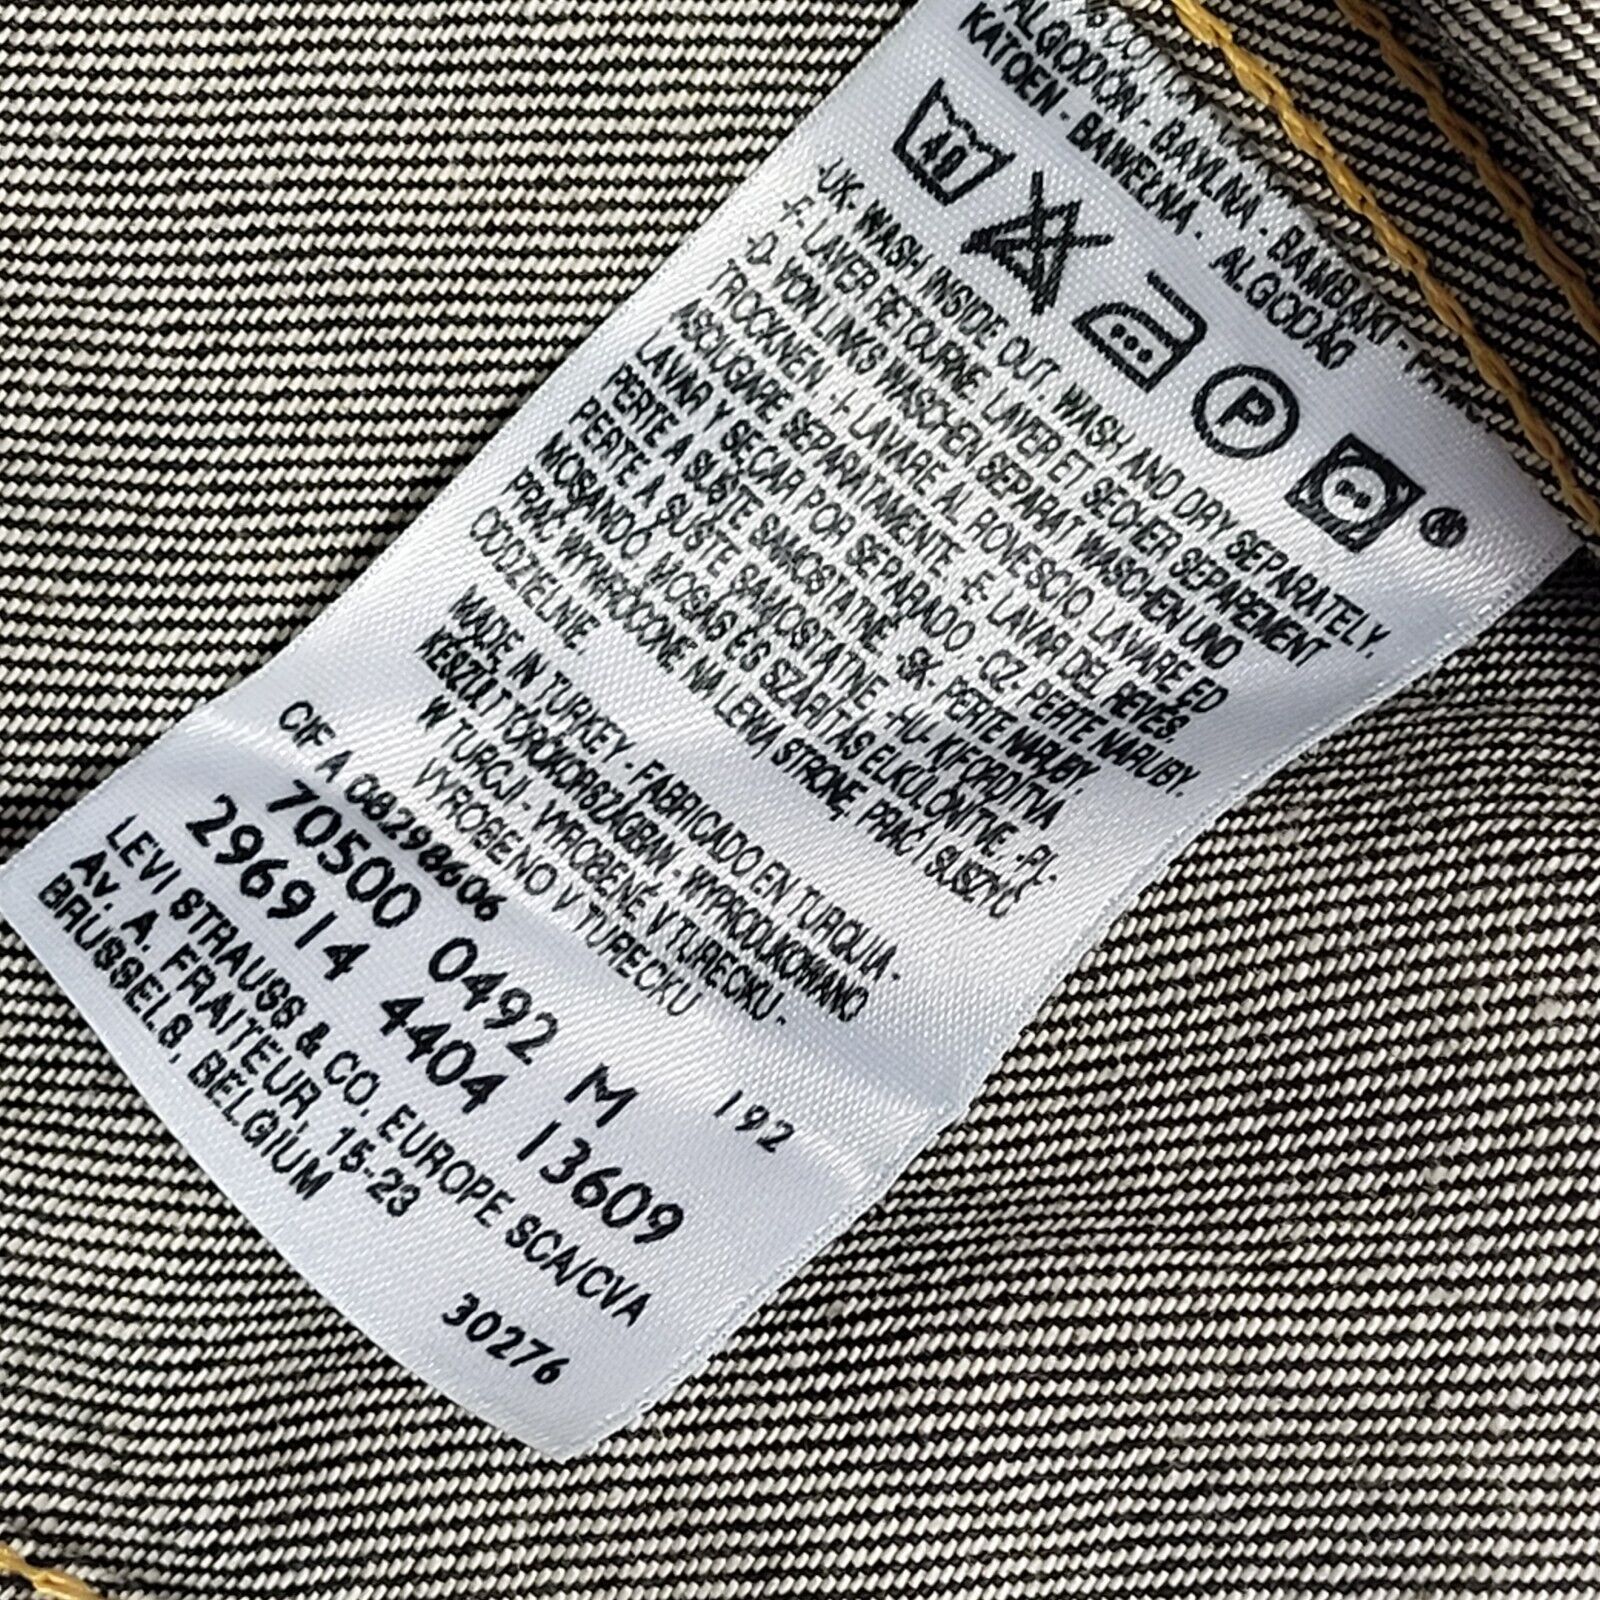 % COTTON
ALGODÓN - BAVLNA - BAMBAKI -
KATOEN - BAWEŁNA - ALGODÃO
40
P
®
-UK- WASH INSIDE OUT. WASH AND DRY SEPARATELY.
-F- LAVER RETOURNE. LAVER ET SECHER SEPAREMENT
-D- VON LINKS WASCHEN SEPARAT WASCHEN UND
TROCKNEN -I- LAVARE AL ROVESCIO LAVARE ED
ASCIUGARE SEPARATAMENTE. -E- LAVAR DEL REVÉS.
LAVAR Y SECAR POR SEPARADO. -CZ- PERTE NARUBY.
PERTE A SUŠTE SAMOSTATNĚ. -SK- PERTE NARUBY.
PERTE A SUŠTE SAMOSTATNE. -HU- KIFORDÍTVA
MOSANDÓ. MOSÁS ÉS SZÁRÍTÁS ELKÜLÖNÍTVE. -PL-
PRAĆ WYWRÓCONE NA LEWĄ STRONĘ, PRAĆ I SUSZYĆ
ODDZIELNIE
MADE IN TURKEY - FABRICADO EN TURQUIA -
KÉSZÜLT TÖRÖKORSZÁGBAN - WYPRODUKOWANO
W TURCJI - VYROBENÉ V TURECKU -
VYROBENO V TURECKU
CIF A 08298606
70500 0492 M 192
296914 4404 13609
LEVI STRAUSS & CO. EUROPE SCA/CVA
Av. A. FRAITEUR, 15-23
BRÜSSELS, BELGIUM
30276